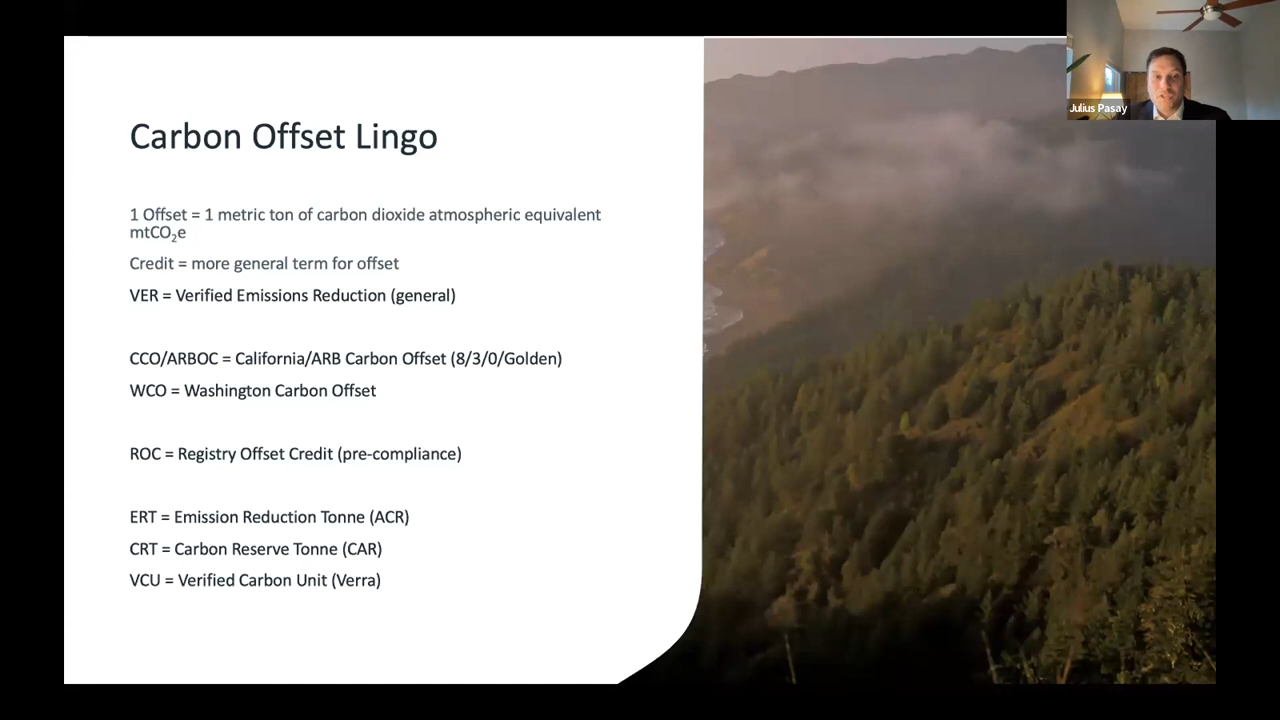 Julius Pasay
Carbon Offset Lingo
1 Offset = 1 metric ton of carbon dioxide atmospheric equivalent
mtCO₂e
Credit = more general term for offset
VER = Verified Emissions Reduction (general)
CCO/ARBOC = California/ARB Carbon Offset (8/3/0/Golden)
WCO = Washington Carbon Offset
ROC = Registry Offset Credit (pre-compliance)
ERT = Emission Reduction Tonne (ACR)
CRT = Carbon Reserve Tonne (CAR)
VCU = Verified Carbon Unit (Verra)